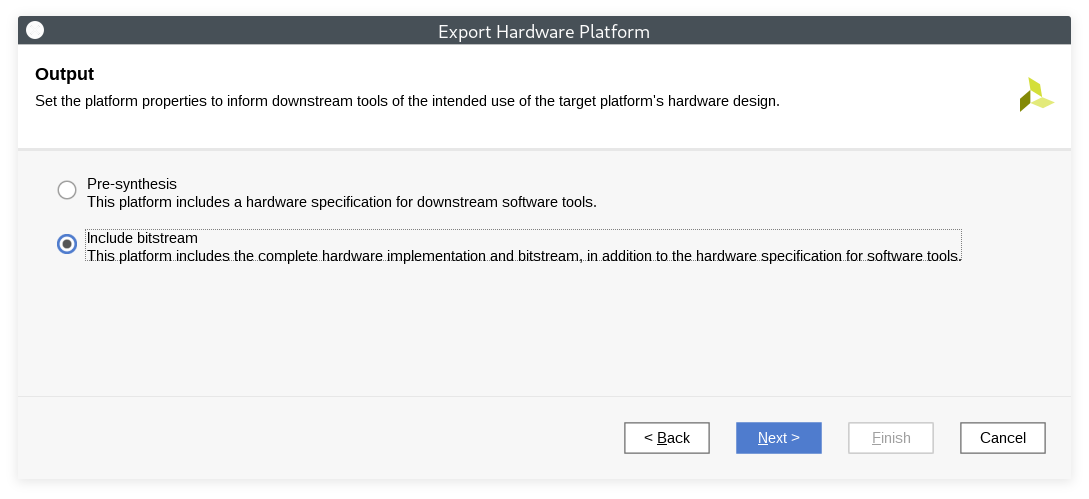 Export Hardware Platform
Output
Set the platform properties to inform downstream tools of the intended use of the target platform's hardware design.
Pre-synthesis
This platform includes a hardware specification for downstream software tools.
Include bitstream
This platform includes the complete hardware implementation and bitstream, in addition to the hardware specification for software tools.
< Back
Next >
Finish
Cancel